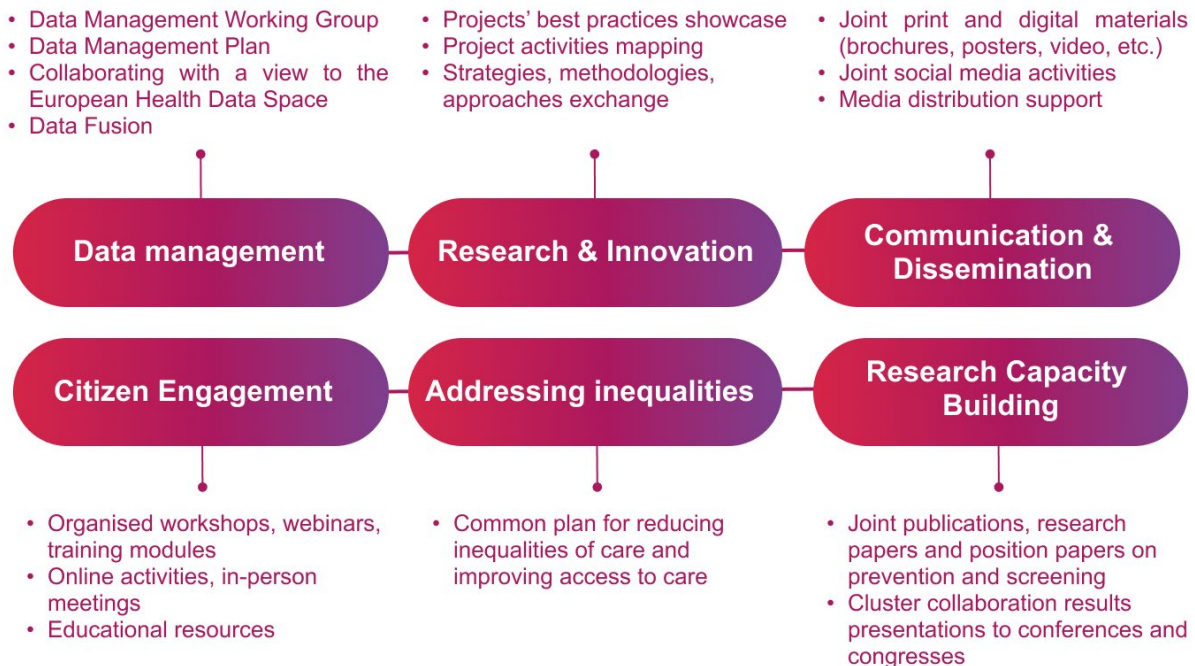 • Data Management Working Group
• Data Management Plan
• Collaborating with a view to the
European Health Data Space
• Data Fusion
• Projects’ best practices showcase
• Project activities mapping
• Strategies, methodologies,
approaches exchange
• Joint print and digital materials
(brochures, posters, video, etc.)
• Joint social media activities
• Media distribution support
Data management
Research & Innovation
Communication &
Dissemination
Citizen Engagement
Addressing inequalities
Research Capacity
Building
• Organised workshops, webinars,
training modules
• Online activities, in-person
meetings
• Educational resources
• Common plan for reducing
inequalities of care and
improving access to care
• Joint publications, research
papers and position papers on
prevention and screening
• Cluster collaboration results
presentations to conferences and
congresses